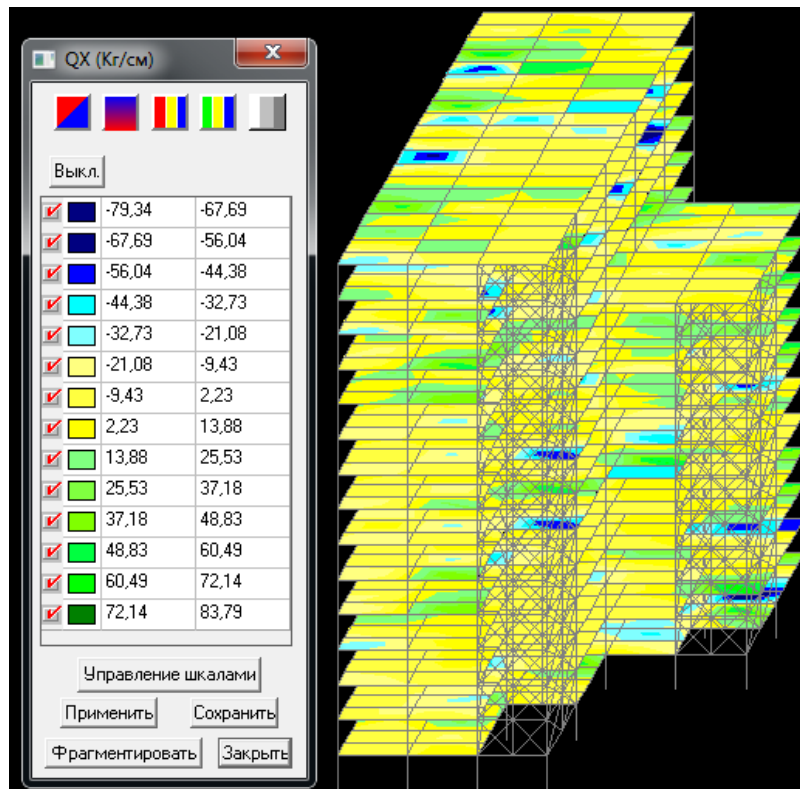 QX (Кг/см)
Выкл.
-79,34 -67,69
-67,69 -56,04
-56,04 -44,38
-44,38 -32,73
-32,73 -21,08
-21,08 -9,43
-9,43 2,23
2,23 13,88
13,88 25,53
25,53 37,18
37,18 48,83
48,83 60,49
60,49 72,14
72,14 83,79
Управление шкалами
Применить Сохранить
Фрагментировать Закрыть